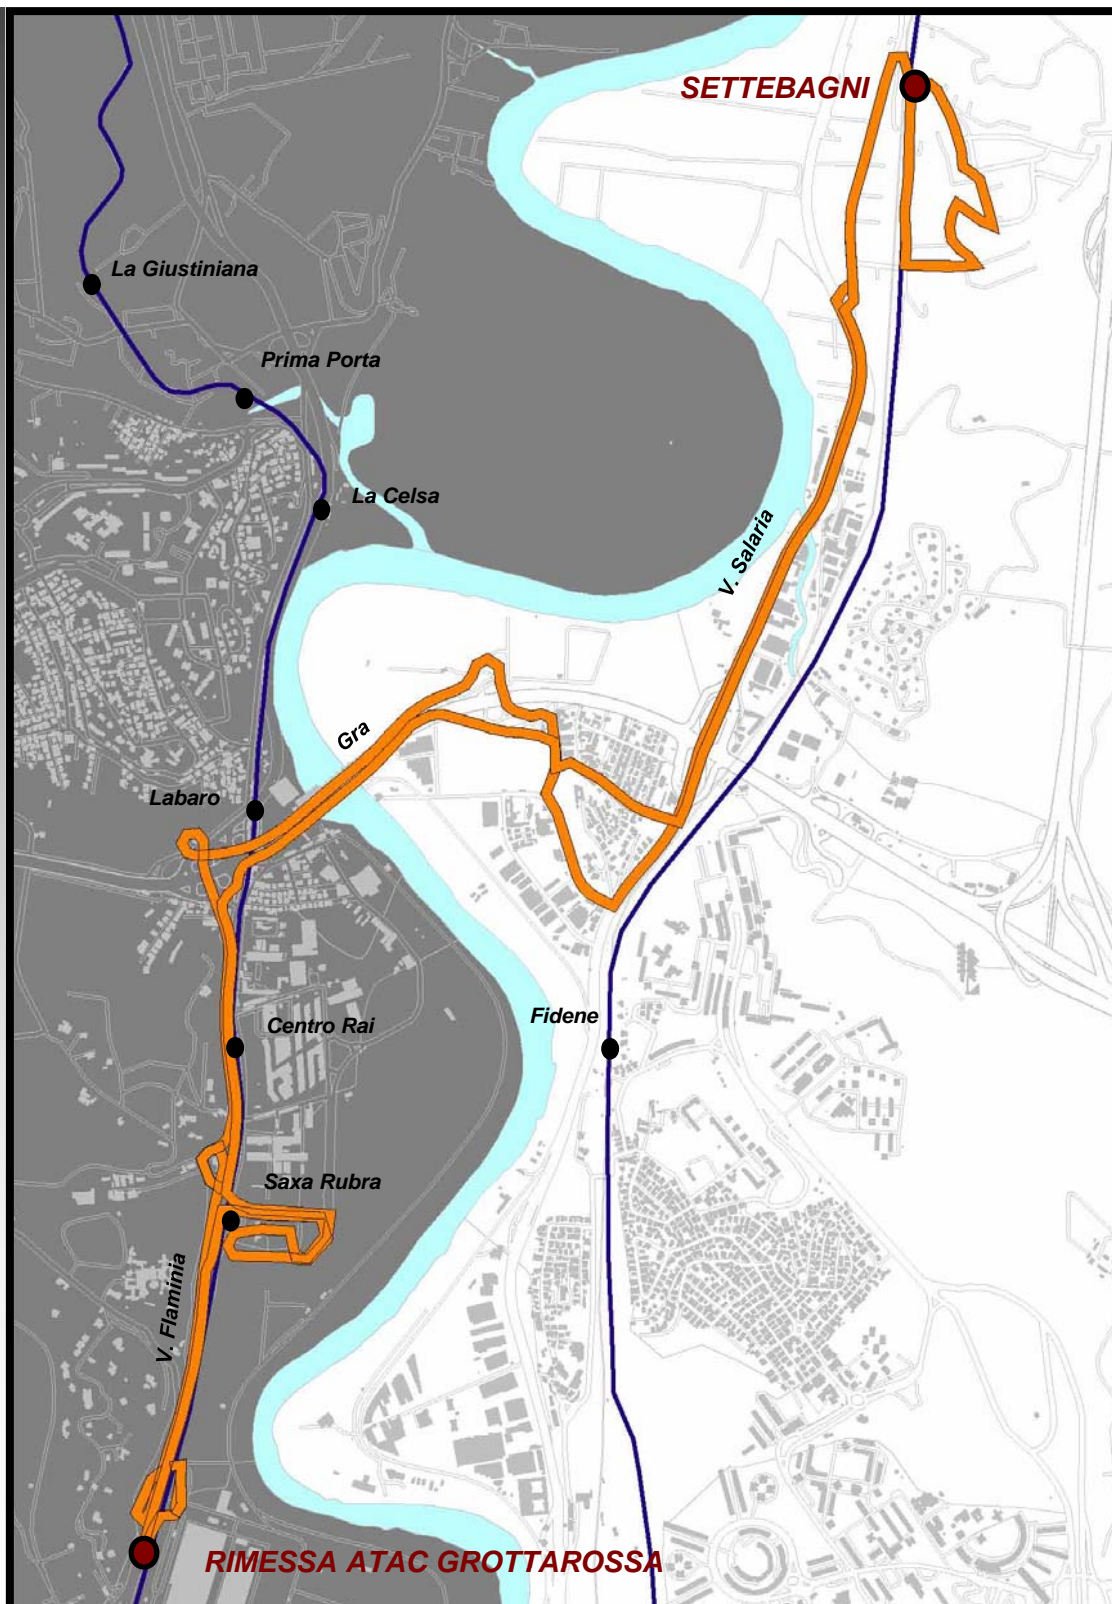 SETTEBAGNI
La Giustiniana
Prima Porta
La Celsa
V. Salaria
Gra
Labaro
Fidene
Centro Rai
Saxa Rubra
V. Flaminia
RIMESSA ATAC GROTTAROSSA